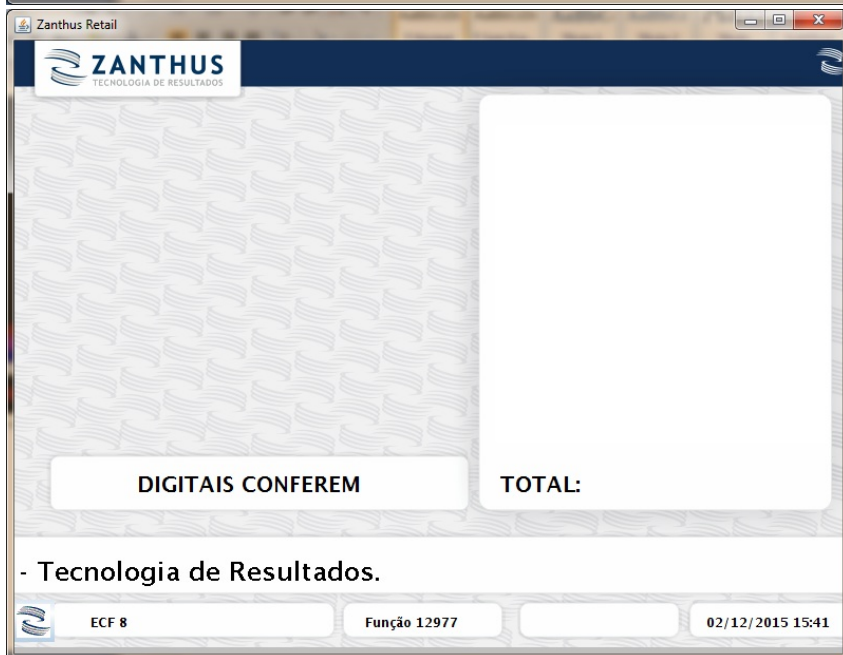 Zanthus Retail
ZANTHUS
TECNOLOGIA DE RESULTADOS
DIGITAIS CONFEREM
TOTAL:
- Tecnologia de Resultados.
ECF 8
Função 12977
02/12/2015 15:41